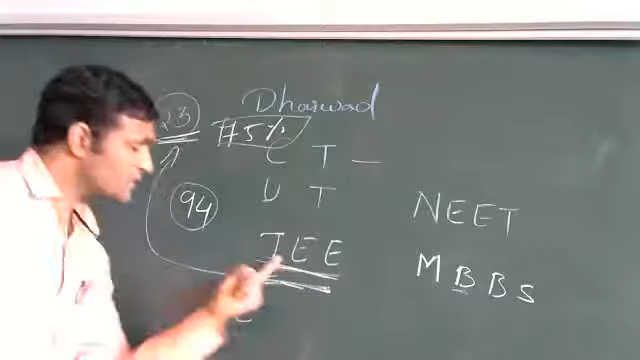 Dharwad
23
#5%
C T –
94
U T
JEE
NEET
MBBS